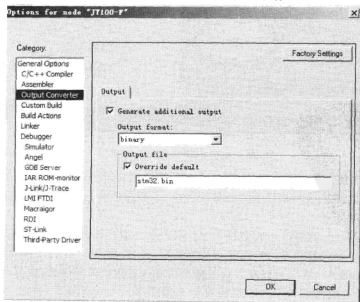 Options for node "JT100-F"
Category:
Factory Settings
General Options
C/C++ Compiler
Assembler
Output Converter
Custom Build
Build Actions
Linker
Debugger
Simulator
Angel
GDB Server
IAR ROM-monitor
J-Link/J-Trace
LMI FTDI
Macraigor
RDI
ST-Link
Third-Party Driver
Output
Generate additional output
Output format:
binary
Output file
Override default
stm32.bin
OK
Cancel